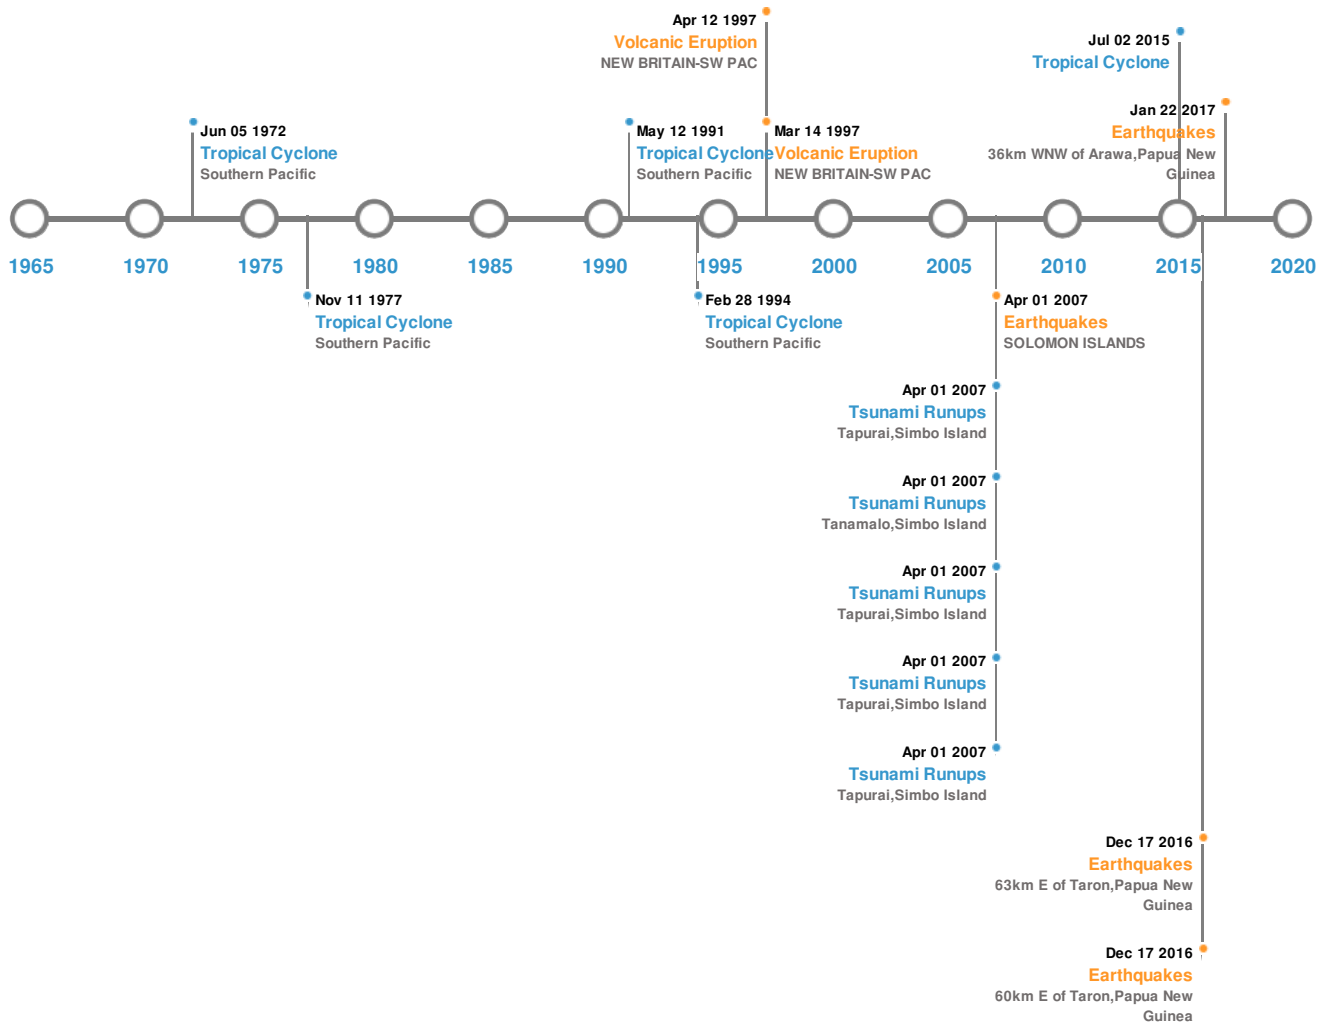 Apr 12 1997
Volcanic Eruption
NEW BRITAIN-SW PAC
Jul 02 2015
Tropical Cyclone
Jun 05 1972
Tropical Cyclone
Southern Pacific
May 12 1991
Tropical Cyclone
Southern Pacific
Mar 14 1997
Volcanic Eruption
NEW BRITAIN-SW PAC
Jan 22 2017
Earthquakes
36km WNW of Arawa,Papua New
Guinea
1965 1970 1975 1980 1985 1990 1995 2000 2005 2010 2015 2020
Nov 11 1977
Tropical Cyclone
Southern Pacific
Feb 28 1994
Tropical Cyclone
Southern Pacific
Apr 01 2007
Earthquakes
SOLOMON ISLANDS
Apr 01 2007
Tsunami Runups
Tapurai,Simbo Island
Apr 01 2007
Tsunami Runups
Tanamalo,Simbo Island
Apr 01 2007
Tsunami Runups
Tapurai,Simbo Island
Apr 01 2007
Tsunami Runups
Tapurai,Simbo Island
Apr 01 2007
Tsunami Runups
Tapurai,Simbo Island
Dec 17 2016
Earthquakes
63km E of Taron,Papua New
Guinea
Dec 17 2016
Earthquakes
60km E of Taron,Papua New
Guinea